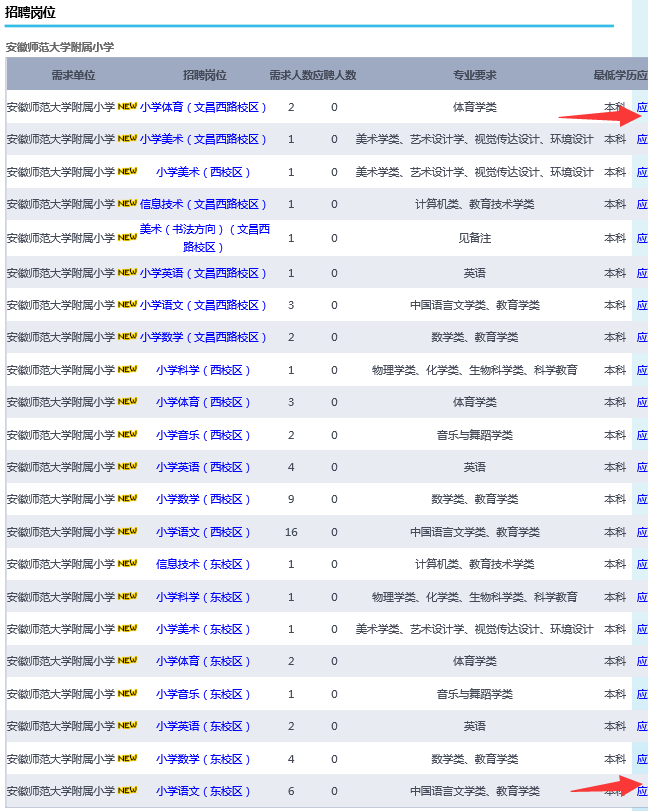 招聘岗位
安徽师范大学附属小学
需求单位 招聘岗位 需求人数应聘人数 专业要求 最低学历应
安徽师范大学附属小学 NEW 小学体育（文昌西路校区） 2 0 体育学类 本科 应
安徽师范大学附属小学 NEW 小学美术（文昌西路校区） 1 0 美术学类、艺术设计学、视觉传达设计、环境设计 本科 应
安徽师范大学附属小学 NEW 小学美术（西校区） 1 0 美术学类、艺术设计学、视觉传达设计、环境设计 本科 应
安徽师范大学附属小学 NEW 信息技术（文昌西路校区） 1 0 计算机类、教育技术学类 本科 应
美术（书法方向）（文昌西
安徽师范大学附属小学 NEW 1 0 见备注 本科 应
路校区）
安徽师范大学附属小学 NEW 小学英语（文昌西路校区） 1 0 英语 本科 应
安徽师范大学附属小学 NEW 小学语文（文昌西路校区） 3 0 中国语言文学类、教育学类 本科 应
安徽师范大学附属小学 NEW 小学数学（文昌西路校区） 2 0 数学类、教育学类 本科 应
安徽师范大学附属小学 NEW 小学科学（西校区） 1 0 物理学类、化学类、生物科学类、科学教育 本科 应
安徽师范大学附属小学 NEW 小学体育（西校区） 3 0 体育学类 本科 应
安徽师范大学附属小学 NEW 小学音乐（西校区） 2 0 音乐与舞蹈学类 本科 应
安徽师范大学附属小学 NEW 小学英语（西校区） 4 0 英语 本科 应
安徽师范大学附属小学 NEW 小学数学（西校区） 9 0 数学类、教育学类 本科 应
安徽师范大学附属小学 NEW 小学语文（西校区） 16 0 中国语言文学类、教育学类 本科 应
安徽师范大学附属小学 NEW 信息技术（东校区） 1 0 计算机类、教育技术学类 本科 应
安徽师范大学附属小学 NEW 小学科学（东校区） 1 0 物理学类、化学类、生物科学类、科学教育 本科 应
安徽师范大学附属小学 NEW 小学美术（东校区） 1 0 美术学类、艺术设计学、视觉传达设计、环境设计 本科 应
安徽师范大学附属小学 NEW 小学体育（东校区） 2 0 体育学类 本科 应
安徽师范大学附属小学 NEW 小学音乐（东校区） 1 0 音乐与舞蹈学类 本科 应
安徽师范大学附属小学 NEW 小学英语（东校区） 2 0 英语 本科 应
安徽师范大学附属小学 NEW 小学数学（东校区） 4 0 数学类、教育学类 本科 应
安徽师范大学附属小学 NEW 小学语文（东校区） 6 0 中国语言文学类、教育学类 本科 应